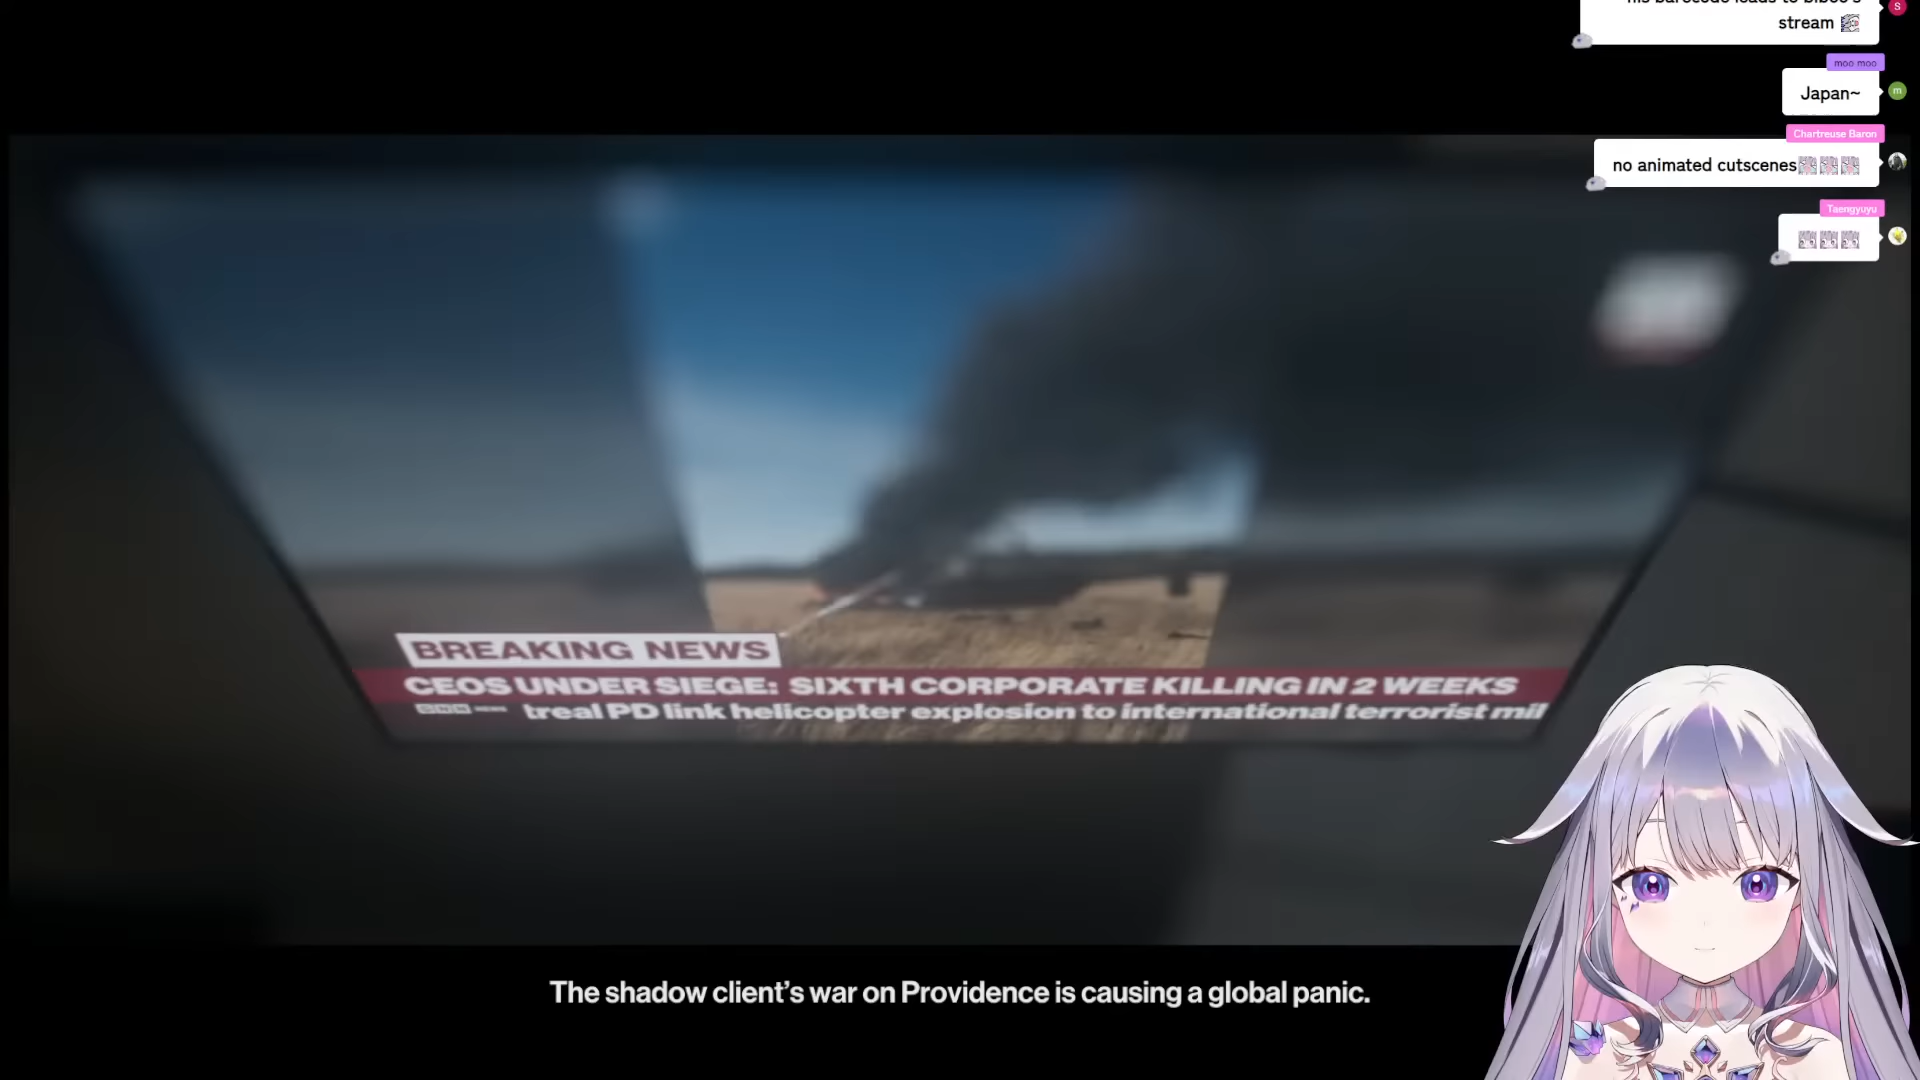 stream
S
moo moo
Japan~
m
Chartreuse Baron
no animated cutscenes
Taengyuyu
BREAKING NEWS
CEOS UNDER SIEGE: SIXTH CORPORATE KILLING IN 2 WEEKS
treal PD link helicopter explosion to international terrorist mil
The shadow client's war on Providence is causing a global panic.